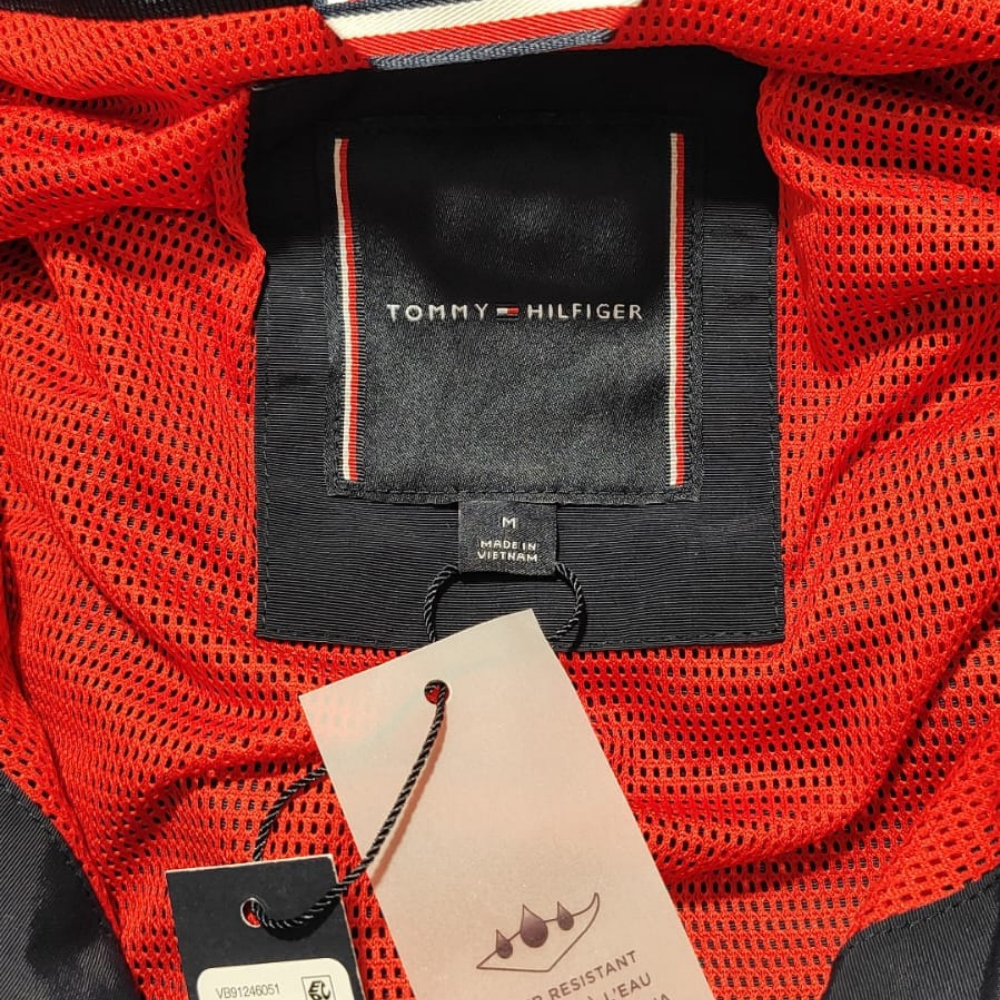 TOMMY HILFIGER
M
MADE IN
VIETNAM
RESISTANT
L'EAU
VB91246051